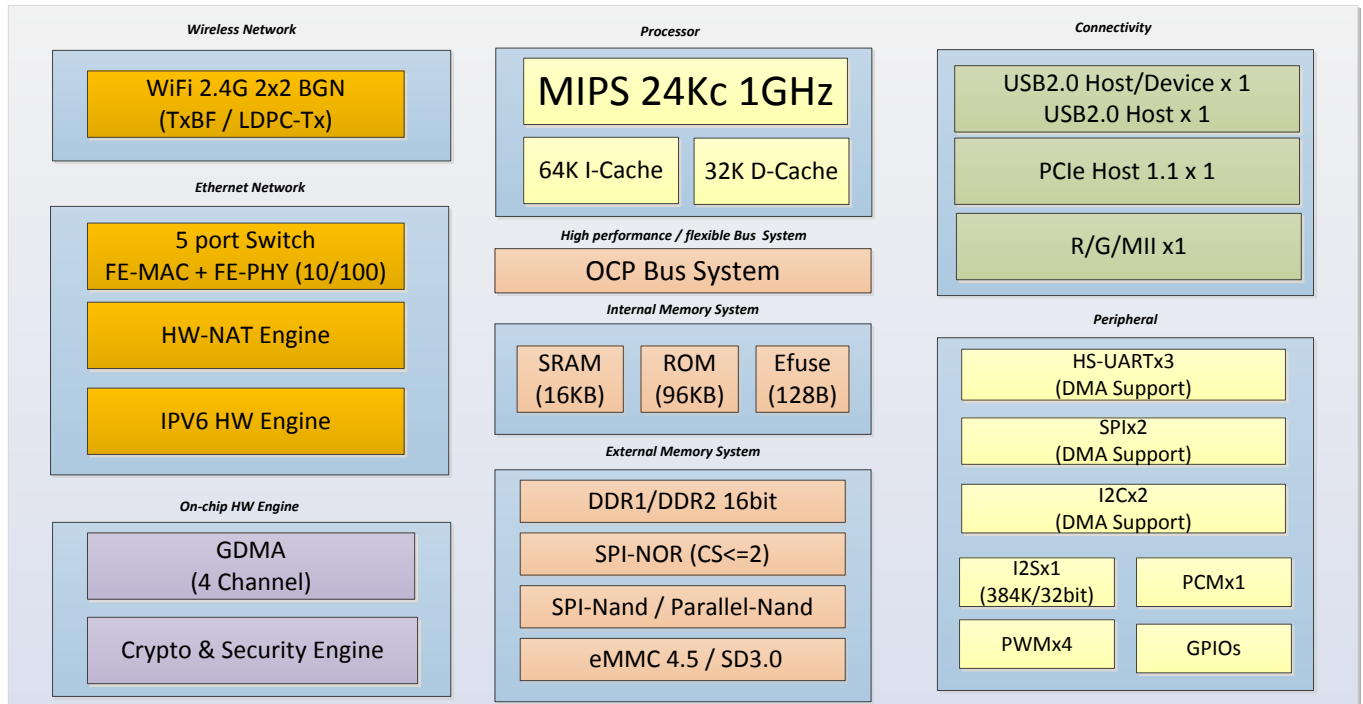 Wireless Network
WiFi 2.4G 2x2 BGN
(TxBF / LDPC-Tx)
Ethernet Network
5 port Switch
FE-MAC + FE-PHY (10/100)
HW-NAT Engine
IPV6 HW Engine
On-chip HW Engine
GDMA
(4 Channel)
Crypto & Security Engine
Processor
MIPS 24Kc 1GHz
64K I-Cache
32K D-Cache
High performance / flexible Bus System
OCP Bus System
Internal Memory System
SRAM
(16KB)
ROM
(96KB)
Efuse
(128B)
External Memory System
DDR1/DDR2 16bit
SPI-NOR (CS<=2)
SPI-Nand / Parallel-Nand
eMMC 4.5 / SD3.0
Connectivity
USB2.0 Host/Device x 1
USB2.0 Host x 1
PCIe Host 1.1 x 1
R/G/MII x1
Peripheral
HS-UARTx3
(DMA Support)
SPIx2
(DMA Support)
I2Cx2
(DMA Support)
I2Sx1
(384K/32bit)
PCMx1
PWMx4
GPIOs